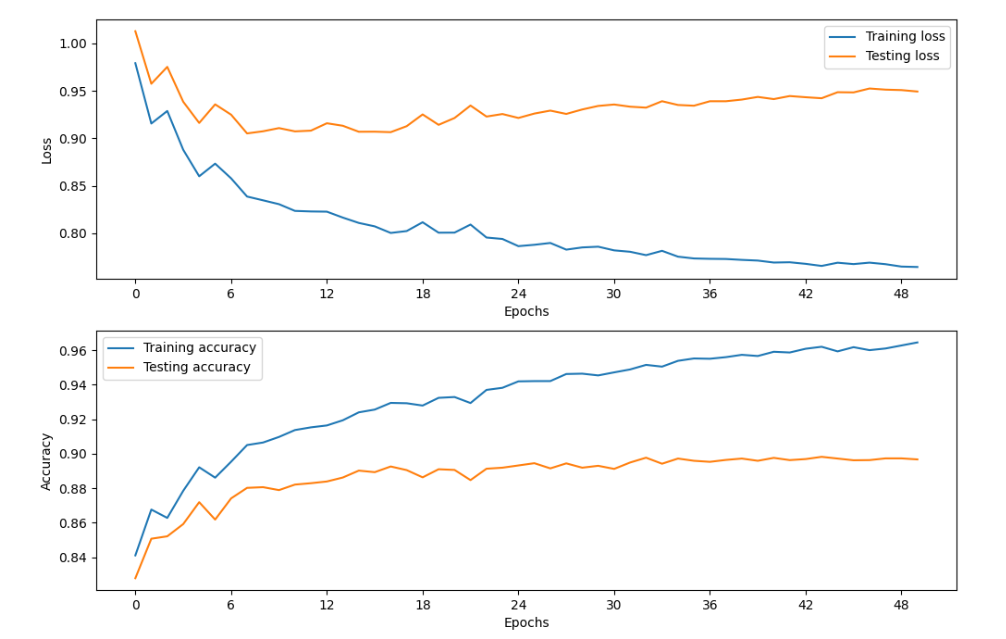 1.00
0.95
0.90
0.85
0.80
Loss
Training loss
Testing loss
0 6 12 18 24 30 36 42 48
Epochs
0.96
0.94
0.92
0.90
0.88
0.86
0.84
Accuracy
Training accuracy
Testing accuracy
0 6 12 18 24 30 36 42 48
Epochs